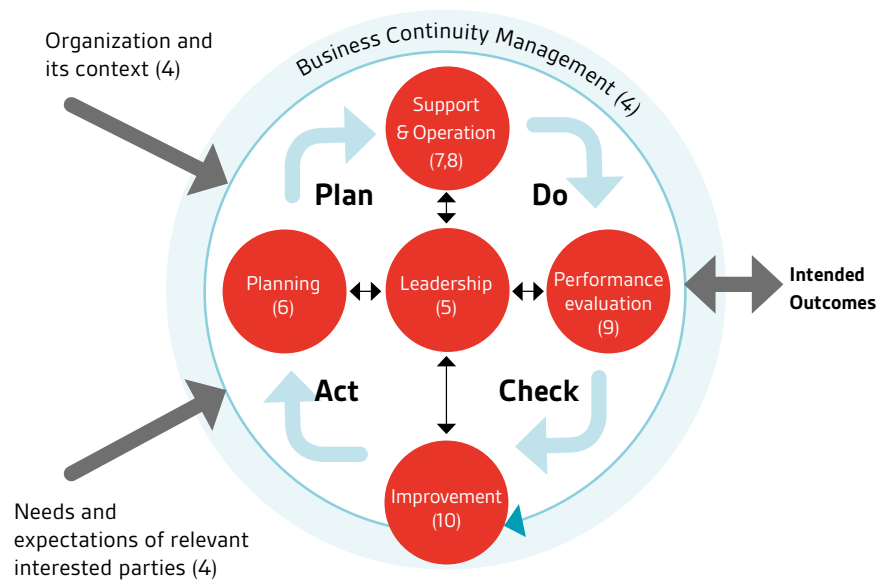 Organization and
its context (4)
Business Continuity Management (4)
Support
& Operation
(7,8)
Plan
Do
Planning
(6)
Leadership
(5)
Performance
evaluation
(9)
Intended
Outcomes
Act
Check
Improvement
(10)
Needs and
expectations of relevant
interested parties (4)